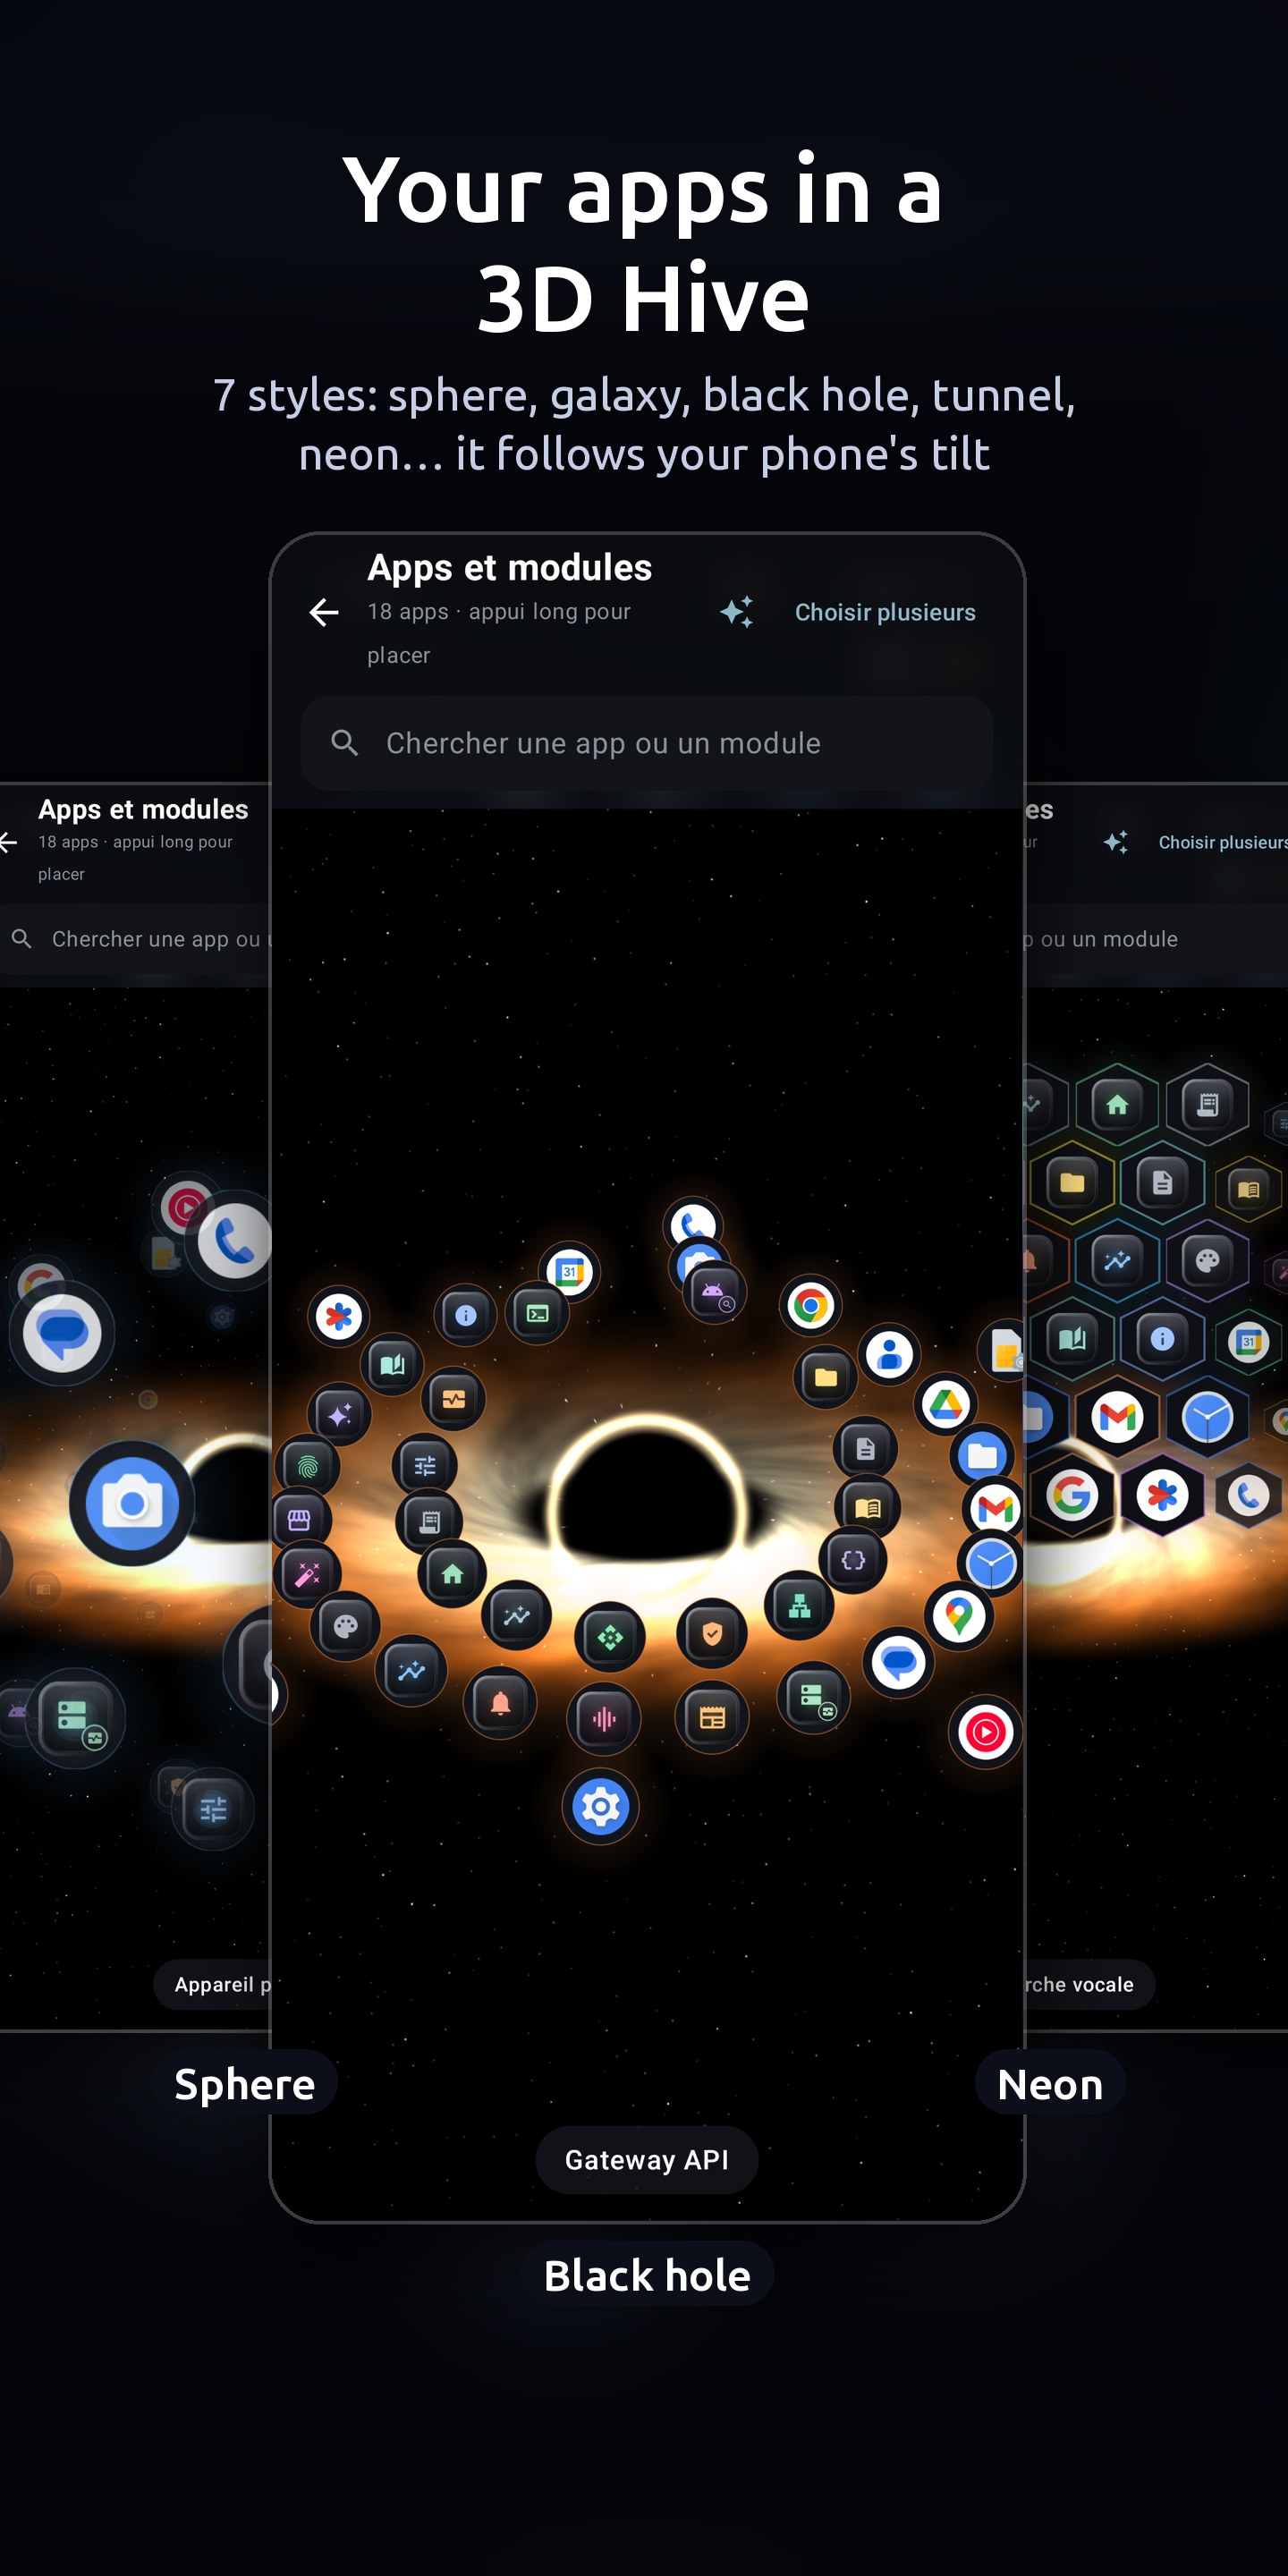 Your apps in a
3D Hive
7 styles: sphere, galaxy, black hole, tunnel,
neon... it follows your phone's tilt
Apps et modules
18 apps · appui long pour
placer
Choisir plusieurs
Chercher une app ou un module
Apps et modules
18 apps · appui long pour
placer
Chercher une app ou
Choisir plusieurs
ou un module
31
31
Appareil
vocale
Sphere
Neon
Gateway API
Black hole